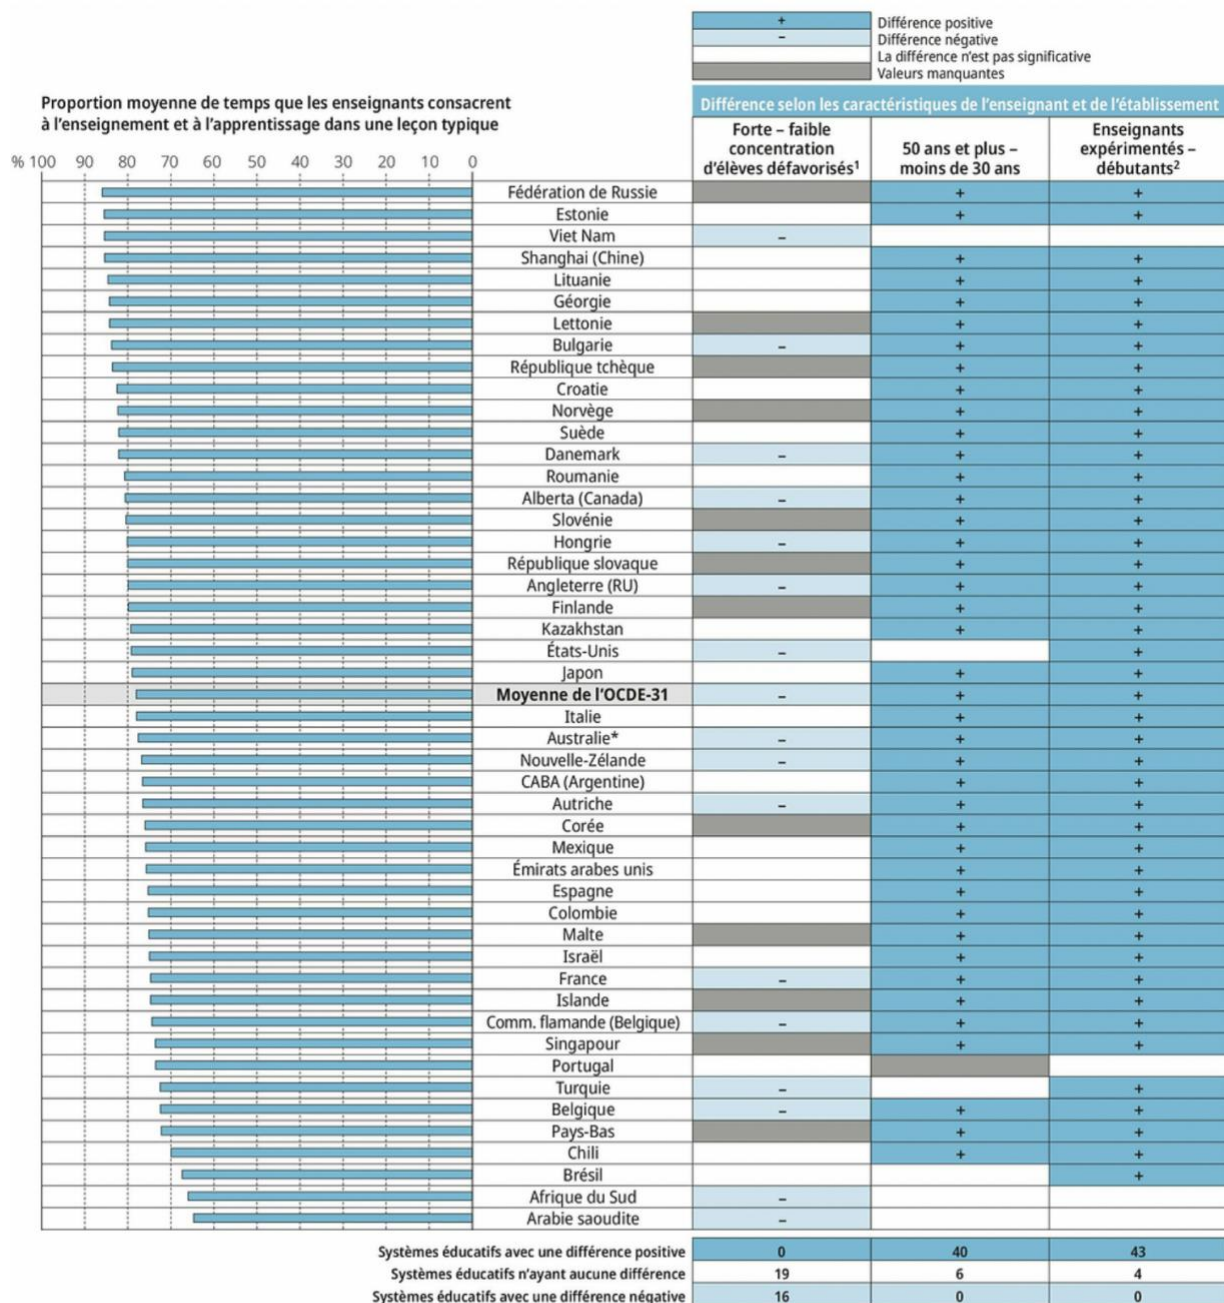 + Différence positive
– Différence négative
La différence n'est pas significative
Valeurs manquantes
Proportion moyenne de temps que les enseignants consacrent
à l'enseignement et à l'apprentissage dans une leçon typique
Différence selon les caractéristiques de l'enseignant et de l'établissement
Forte – faible
concentration
d'élèves défavorisés¹
50 ans et plus –
moins de 30 ans
Enseignants
expérimentés –
débutants²
% 100 90 80 70 60 50 40 30 20 10 0
Fédération de Russie + +
Estonie + +
Viet Nam –
Shanghai (Chine) + +
Lituanie + +
Géorgie + +
Lettonie + +
Bulgarie – + +
République tchèque + +
Croatie + +
Norvège + +
Suède + +
Danemark – + +
Roumanie + +
Alberta (Canada) – + +
Slovénie + +
Hongrie – + +
République slovaque + +
Angleterre (RU) – + +
Finlande + +
Kazakhstan + +
États-Unis – +
Japon + +
Moyenne de l'OCDE-31 – + +
Italie + +
Australie* – + +
Nouvelle-Zélande – + +
CABA (Argentine) + +
Autriche – + +
Corée + +
Mexique + +
Émirats arabes unis + +
Espagne + +
Colombie + +
Malte + +
Israël + +
France – + +
Islande + +
Comm. flamande (Belgique) – + +
Singapour + +
Portugal
Turquie – +
Belgique – + +
Pays-Bas + +
Chili + +
Brésil +
Afrique du Sud –
Arabie saoudite –
Systèmes éducatifs avec une différence positive 0 40 43
Systèmes éducatifs n'ayant aucune différence 19 6 4
Systèmes éducatifs avec une différence négative 16 0 0